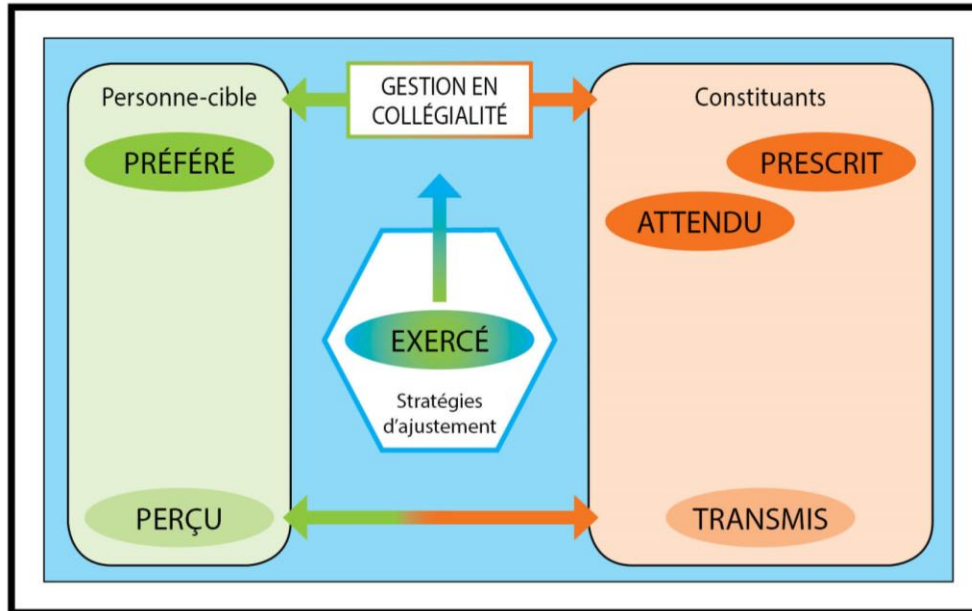 Personne-cible
GESTION EN
COLLÉGIALITÉ
Constituants
PRÉFÉRÉ
PRESCRIT
ATTENDU
EXERCÉ
Stratégies
d'ajustement
PERÇU
TRANSMIS